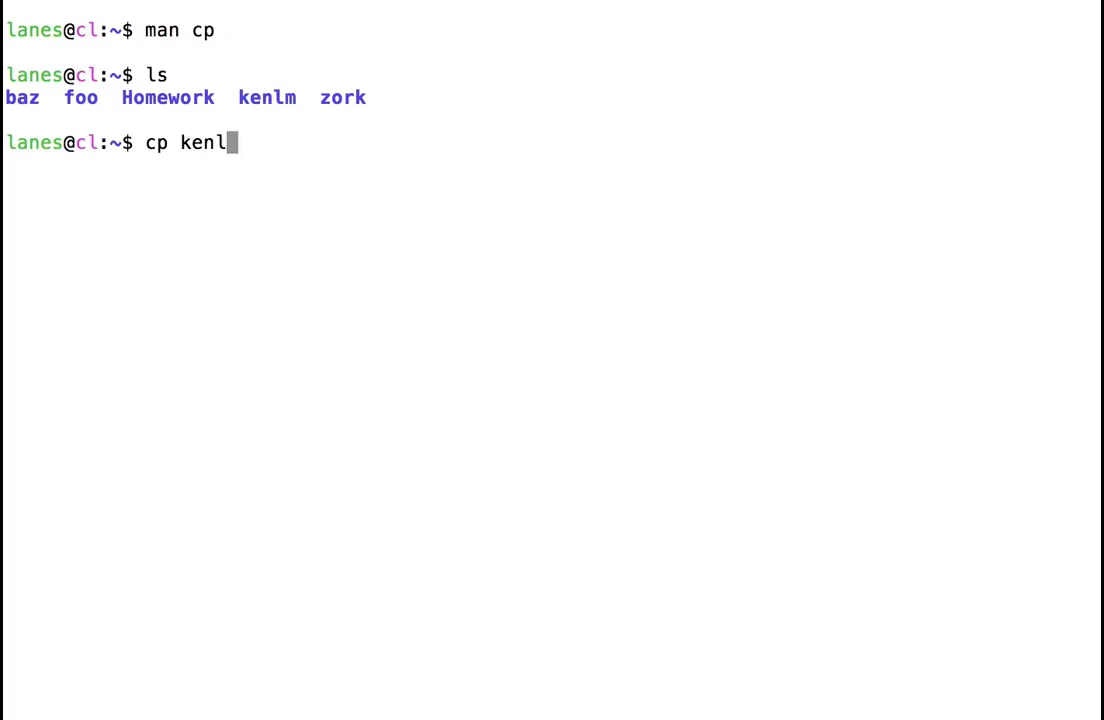 lanes@cl:~$ man cp
lanes@cl:~$ ls
baz  foo  Homework  kenlm  zork
lanes@cl:~$ cp kenl